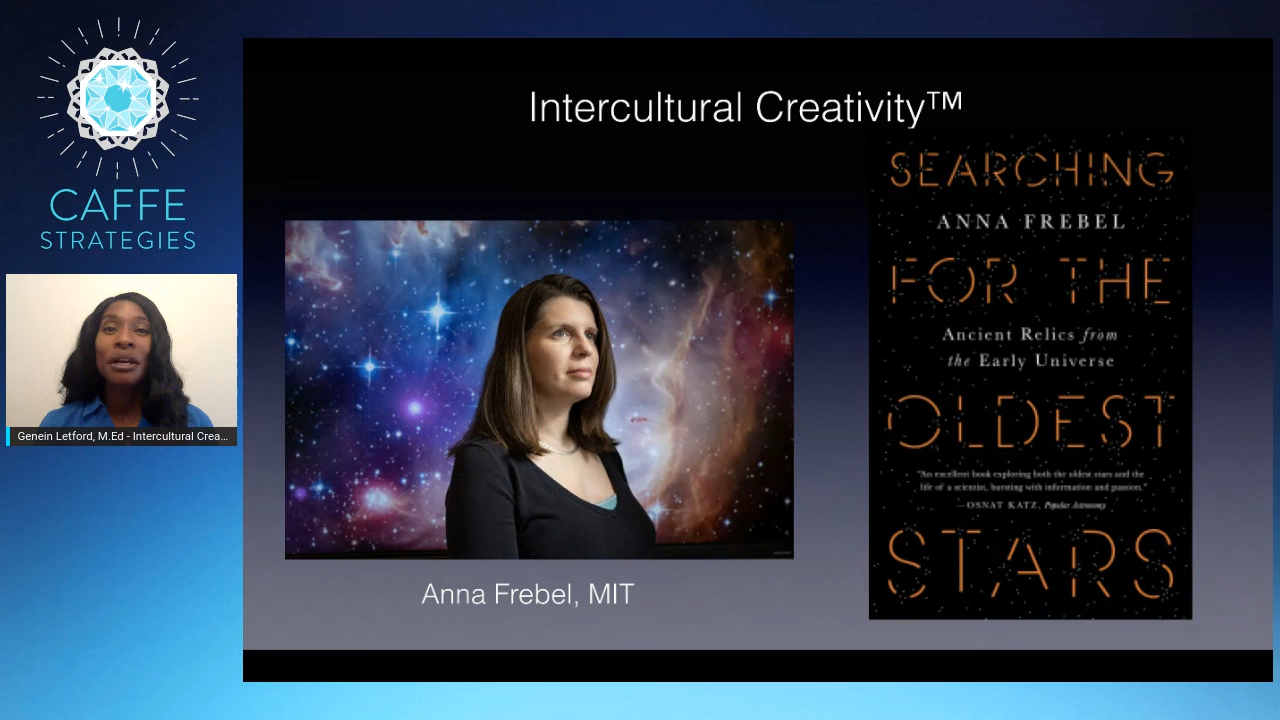 CAFFE
STRATEGIES
Genein Letford, M.Ed - Intercultural Crea...
Intercultural Creativity™
Anna Frebel, MIT
SEARCHING
ANNA FREBEL
FOR THE
Ancient Relics from
the Early Universe
OLDEST
"An excellent book exploring both the oldest stars and the
life of a scientist, bursting with information and passion."
—OSNAT KATZ, Popular Astronomy
STARS